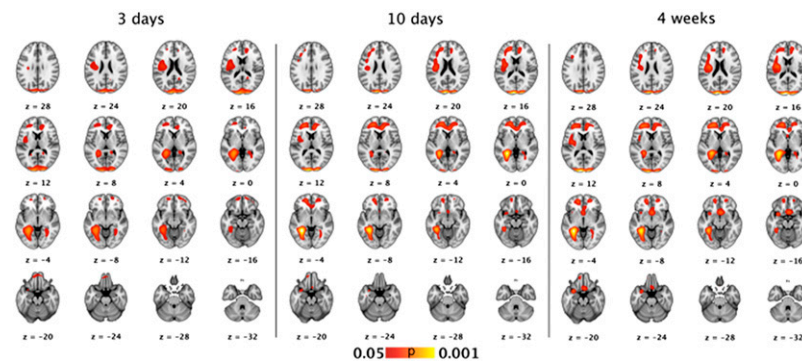 3 days 10 days 4 weeks
z = 28 z = 24 z = 20 z = 16 z = 28 z = 24 z = 20 z = 16 z = 28 z = 24 z = 20 z = 16
z = 12 z = 8 z = 4 z = 0 z = 12 z = 8 z = 4 z = 0 z = 12 z = 8 z = 4 z = 0
z = -4 z = -8 z = -12 z = -16 z = -4 z = -8 z = -12 z = -16 z = -4 z = -8 z = -12 z = -16
z = -20 z = -24 z = -28 z = -32 z = -20 z = -24 z = -28 z = -32 z = -20 z = -24 z = -28 z = -32
0.05 p 0.001